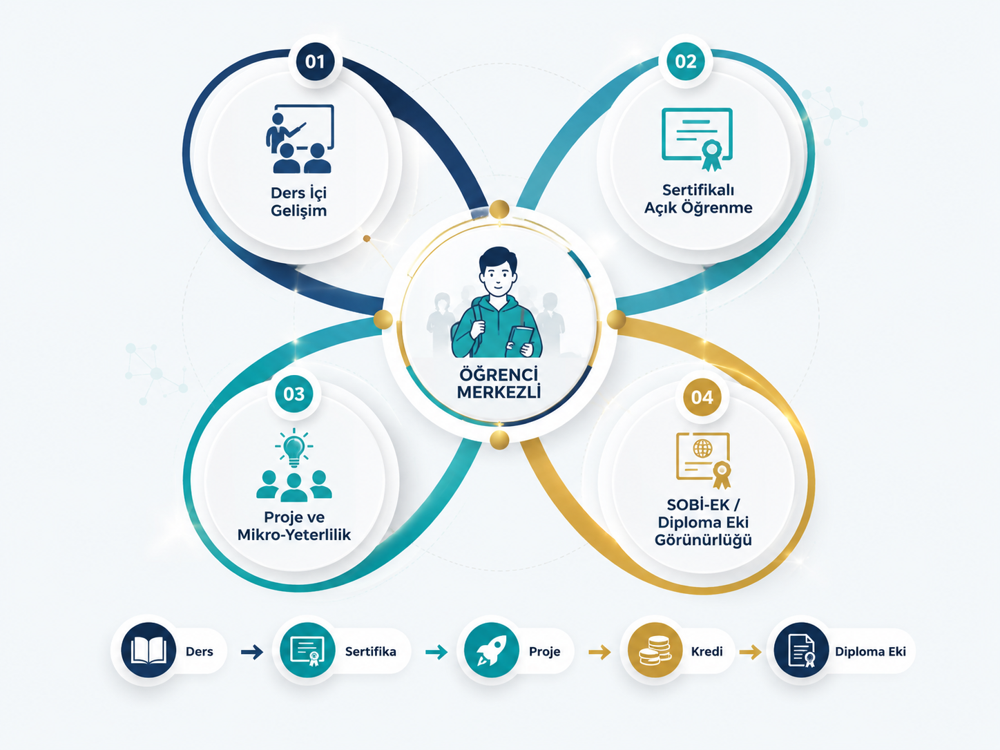 01
Ders İçi
Gelişim
02
Sertifikalı
Açık Öğrenme
ÖĞRENCİ
MERKEZLİ
03
Proje ve
Mikro-Yeterlilik
04
SOBİ-EK /
Diploma Eki
Görünürlüğü
Ders
Sertifika
Proje
Kredi
Diploma Eki